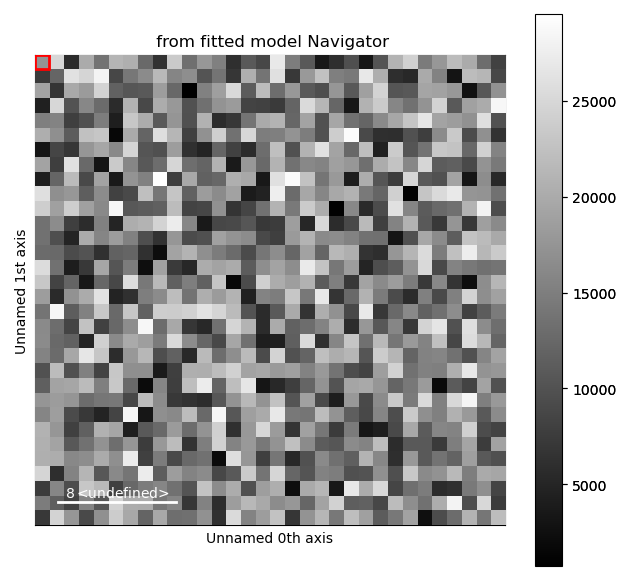 from fitted model Navigator
25000
20000
15000
10000
5000
Unnamed 1st axis
8 <undefined>
Unnamed 0th axis